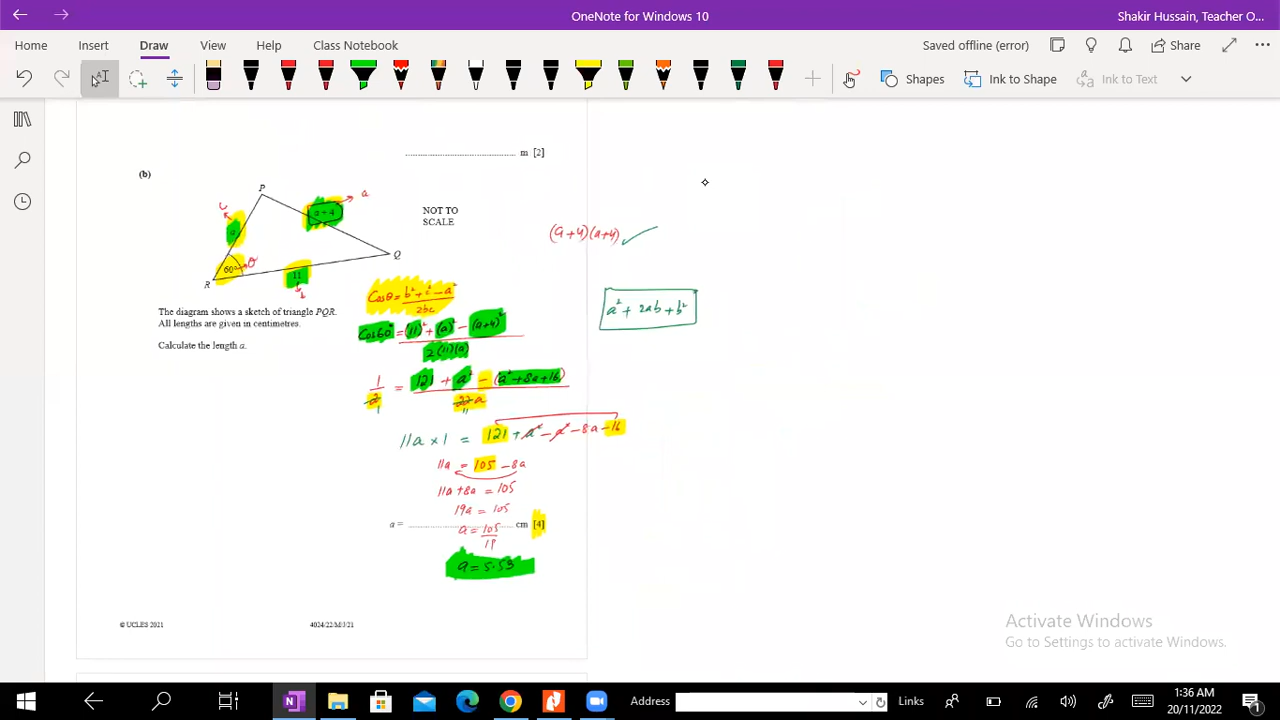 OneNote for Windows 10
Shakir Hussain, Teacher O...
Home Insert Draw View Help Class Notebook
Saved offline (error) Share
Shapes Ink to Shape Ink to Text
m [2]
(b)
P
a
a + 4
NOT TO
SCALE
(a+4)(a+4)
a
Q
60° θ
11
R
b
Cosθ = b² + c² - a²
2bc
a² + 2ab + b²
The diagram shows a sketch of triangle PQR.
All lengths are given in centimetres.
Cos60° = (11)² + (a)² - (a+4)²
2(11)(a)
Calculate the length a.
1 = 121 + a² - (a² + 8a + 16)
2 22 a
1 11
11a × 1 = 121 + a² - a² - 8a - 16
11a = 105 - 8a
11a + 8a = 105
19a = 105
a = cm [4]
a = 105
19
a = 5.53
© UCLES 2021 4024/22/M/J/21
Activate Windows
Go to Settings to activate Windows.
Address Links
1:36 AM
20/11/2022